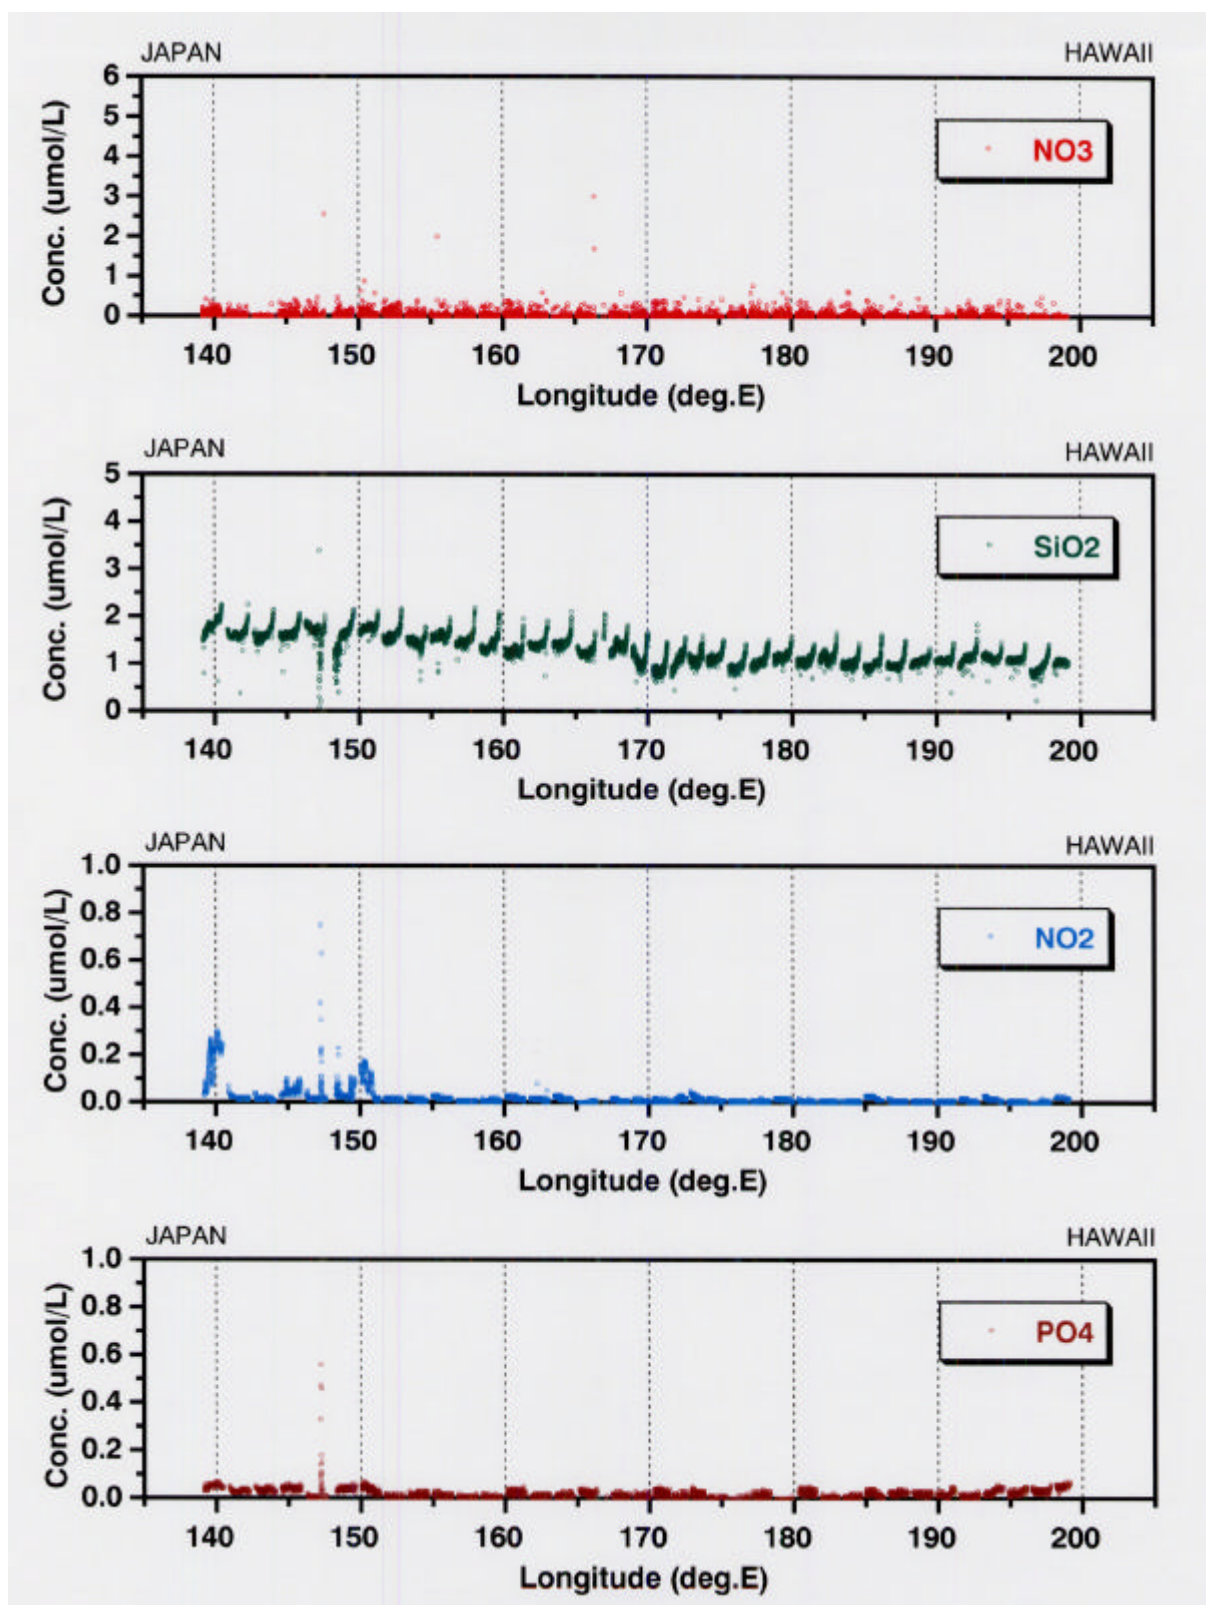 JAPAN HAWAII
6
5
4
3
2
1
0
Conc. (umol/L)
NO3
140 150 160 170 180 190 200
Longitude (deg.E)
JAPAN HAWAII
5
4
3
2
1
0
Conc. (umol/L)
SiO2
140 150 160 170 180 190 200
Longitude (deg.E)
JAPAN HAWAII
1.0
0.8
0.6
0.4
0.2
0.0
Conc. (umol/L)
NO2
140 150 160 170 180 190 200
Longitude (deg.E)
JAPAN HAWAII
1.0
0.8
0.6
0.4
0.2
0.0
Conc. (umol/L)
PO4
140 150 160 170 180 190 200
Longitude (deg.E)